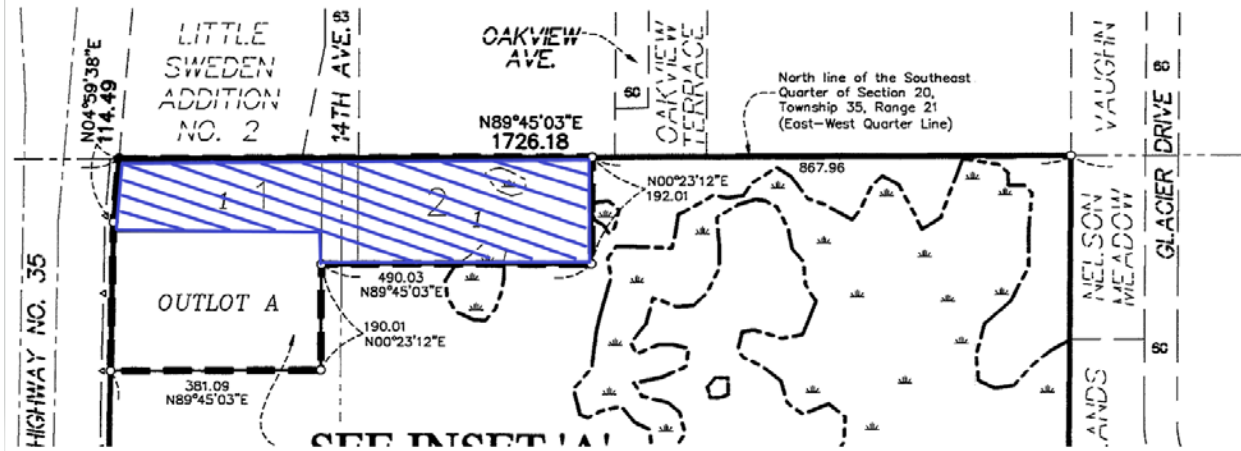 LITTLE
SWEDEN
ADDITION
NO. 2
14TH AVE.
63
OAKVIEW
AVE.
60
OAKVIEW
TERRACE
North line of the Southeast
Quarter of Section 20,
Township 35, Range 21
(East-West Quarter Line)
VAUGHN
60
GLACIER DRIVE
N04°59'38"E
114.49
N89°45'03"E
1726.18
867.96
N00°23'12"E
192.01
1
1
2
1
NELSON
MEADOW
HIGHWAY NO. 35
490.03
N89°45'03"E
OUTLOT A
190.01
N00°23'12"E
60
381.09
N89°45'03"E
LANDS
SEE INSET 'A'